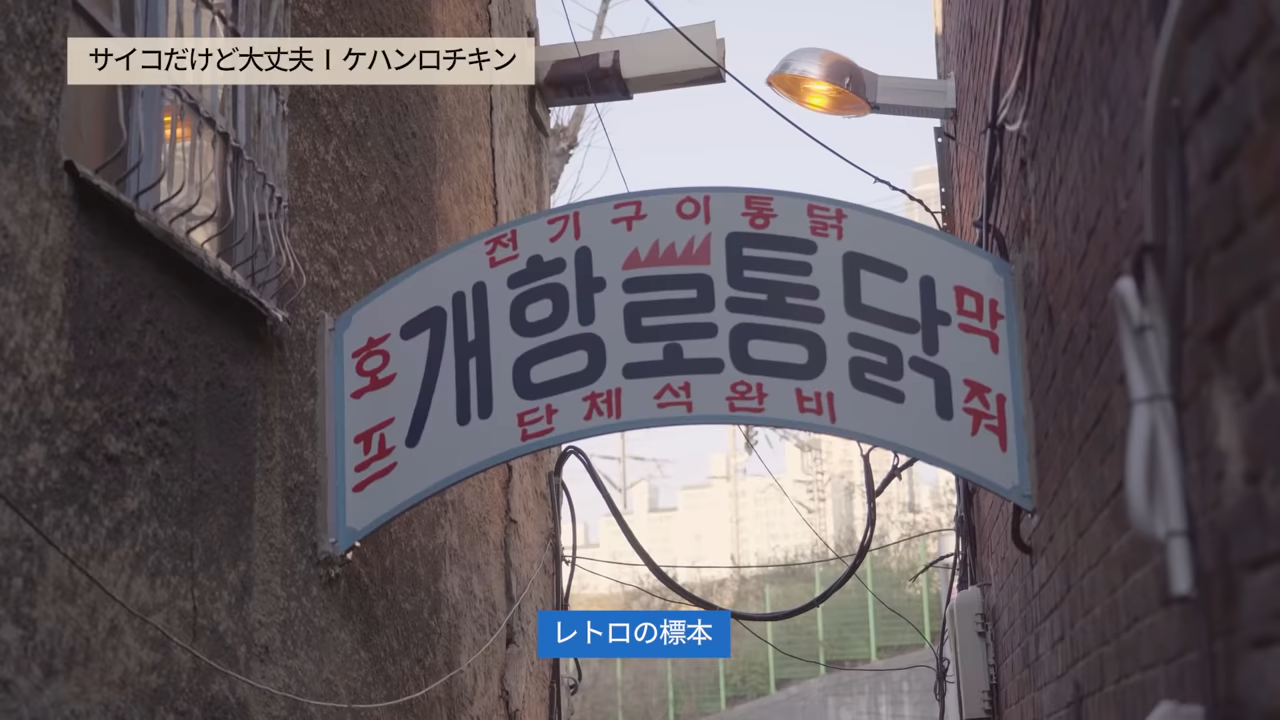 サイコだけど大丈夫 | ケハンロチキン
전기구이통닭
호프
개항로통닭
막줘
단체석완비
レトロの標本